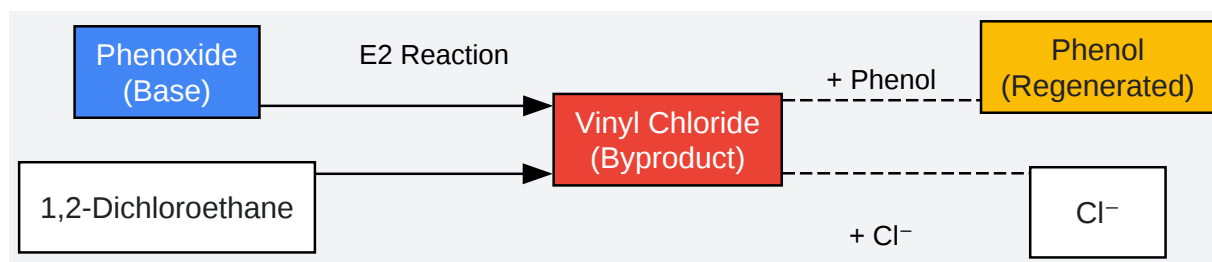 Phenoxide
(Base)
E2 Reaction
1,2-Dichloroethane
Vinyl Chloride
(Byproduct)
+ Phenol
Phenol
(Regenerated)
+ Cl⁻
Cl⁻